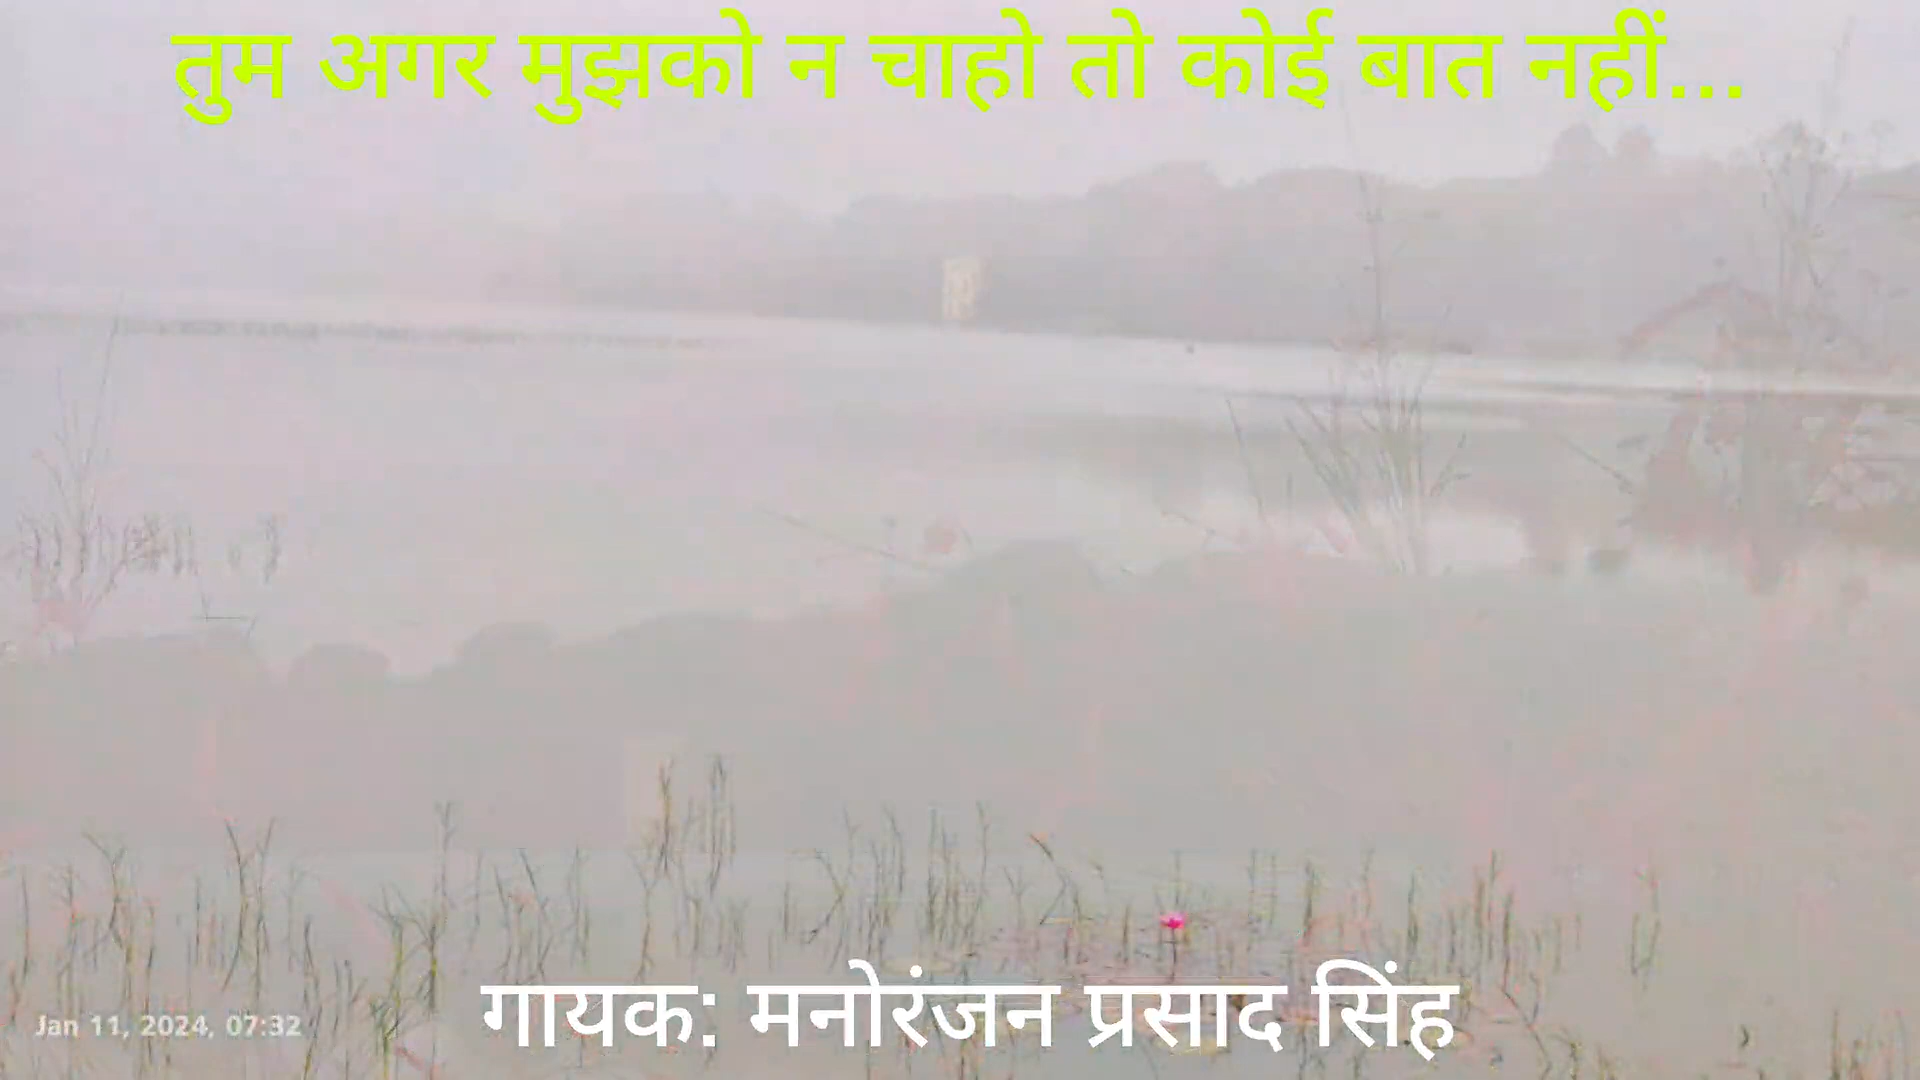 तुम अगर मुझको न चाहो तो कोई बात नहीं...
गायक: मनोरंजन प्रसाद सिंह
Jan 11, 2024, 07:32